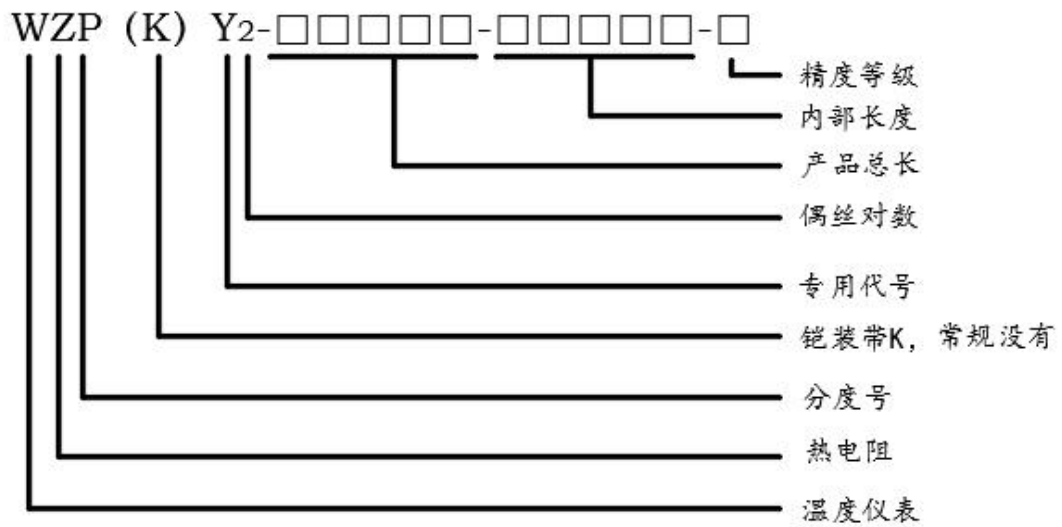 WZP (K) Y2-□□□□□-□□□□□-□
精度等级
内部长度
产品总长
偶丝对数
专用代号
铠装带K，常规没有
分度号
热电阻
温度仪表